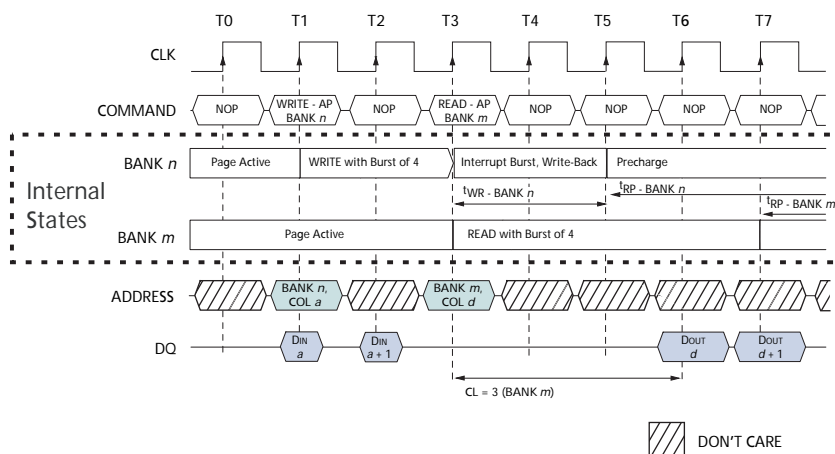 T0 T1 T2 T3 T4 T5 T6 T7
CLK
COMMAND NOP WRITE - AP BANK n NOP READ - AP BANK m NOP NOP NOP NOP
Internal States
BANK n Page Active WRITE with Burst of 4 Interrupt Burst, Write-Back Precharge
tWR - BANK n tRP - BANK n
tRP - BANK m
BANK m Page Active READ with Burst of 4
ADDRESS BANK n, COL a BANK m, COL d
DQ DIN a DIN a + 1 DOUT d DOUT d + 1
CL = 3 (BANK m)
DON'T CARE